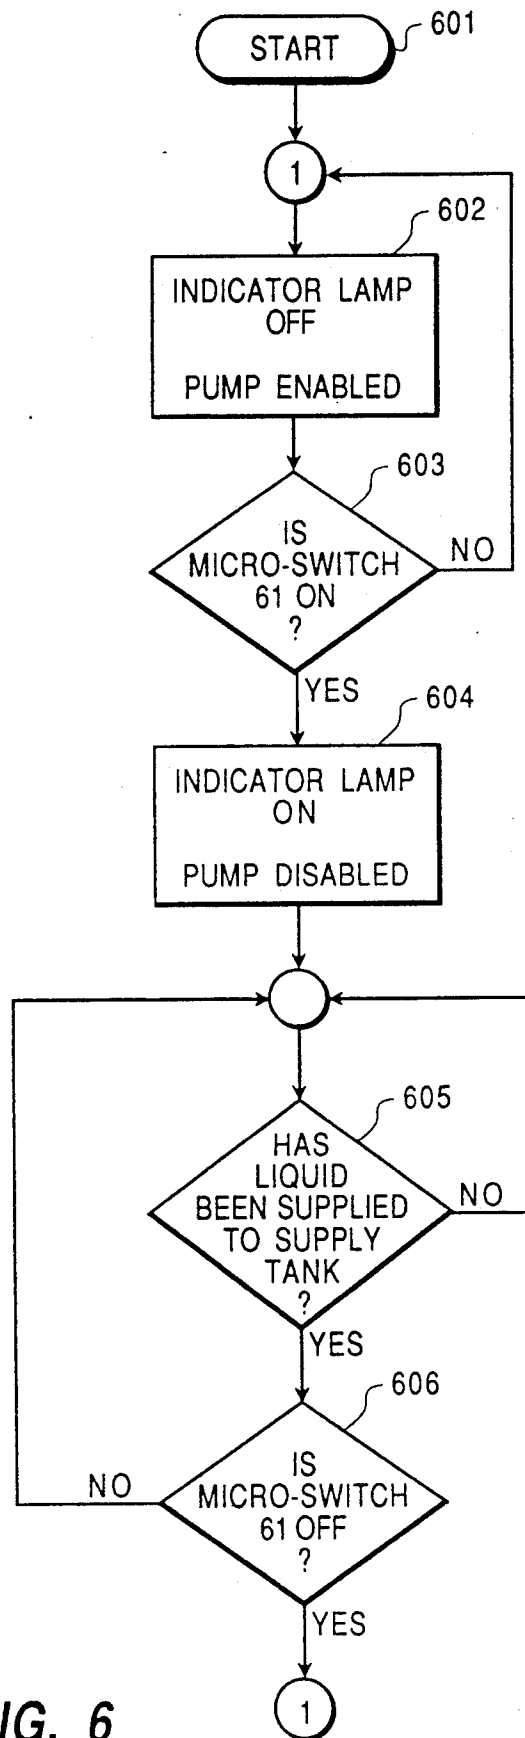 START
601
1
602
INDICATOR LAMP
OFF
PUMP ENABLED
603
IS
MICRO-SWITCH
61 ON
?
NO
YES
604
INDICATOR LAMP
ON
PUMP DISABLED
605
HAS
LIQUID
BEEN SUPPLIED
TO SUPPLY
TANK
?
NO
YES
606
IS
MICRO-SWITCH
61 OFF
?
NO
YES
1
IG. 6